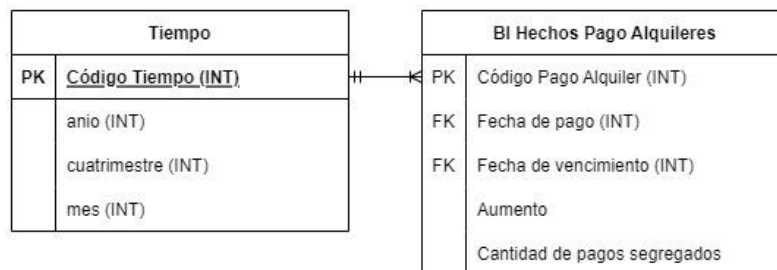 Tiempo
PK Código Tiempo (INT)
anio (INT)
cuatrimestre (INT)
mes (INT)
BI Hechos Pago Alquileres
PK Código Pago Alquiler (INT)
FK Fecha de pago (INT)
FK Fecha de vencimiento (INT)
Aumento
Cantidad de pagos segregados